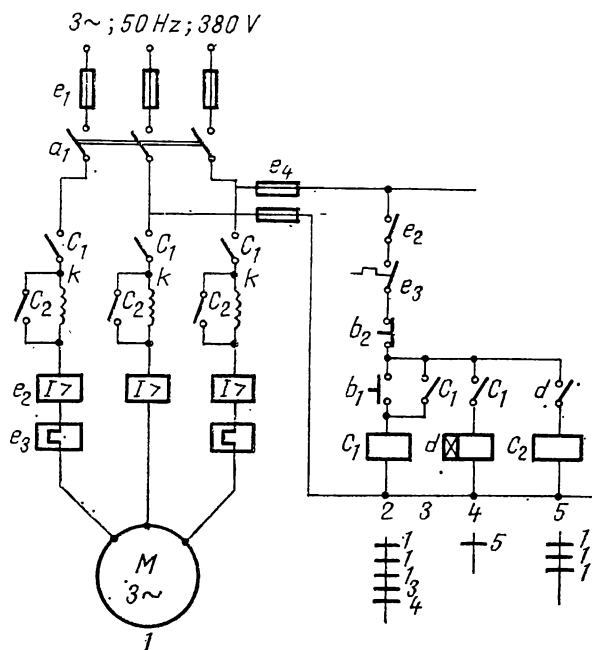 3~; 50 Hz; 380 V
e1
a1
e4
C1 C1 C1
k k k
C2 C2 C2
e2 I> I> I>
e3
M
3~
1
e2
e3
b2
b1 C1 C1 d
C1 d C2
2 3 4 5
1 5 1
1 1
1 1
3
4